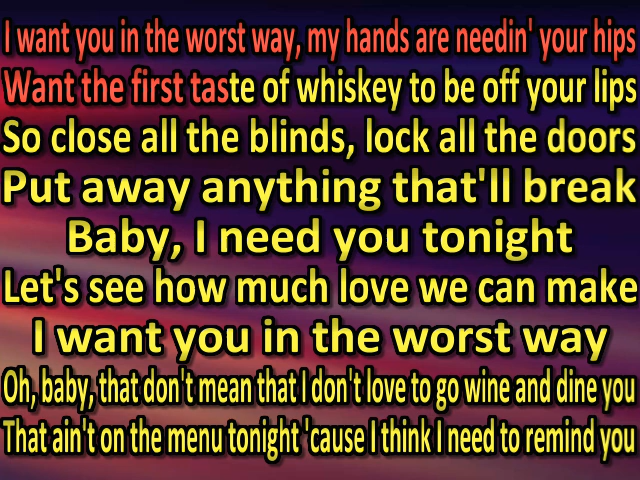 I want you in the worst way, my hands are needin' your hips
Want the first taste of whiskey to be off your lips
So close all the blinds, lock all the doors
Put away anything that'll break
Baby, I need you tonight
Let's see how much love we can make
I want you in the worst way
Oh, baby, that don't mean that I don't love to go wine and dine you
That ain't on the menu tonight 'cause I think I need to remind you